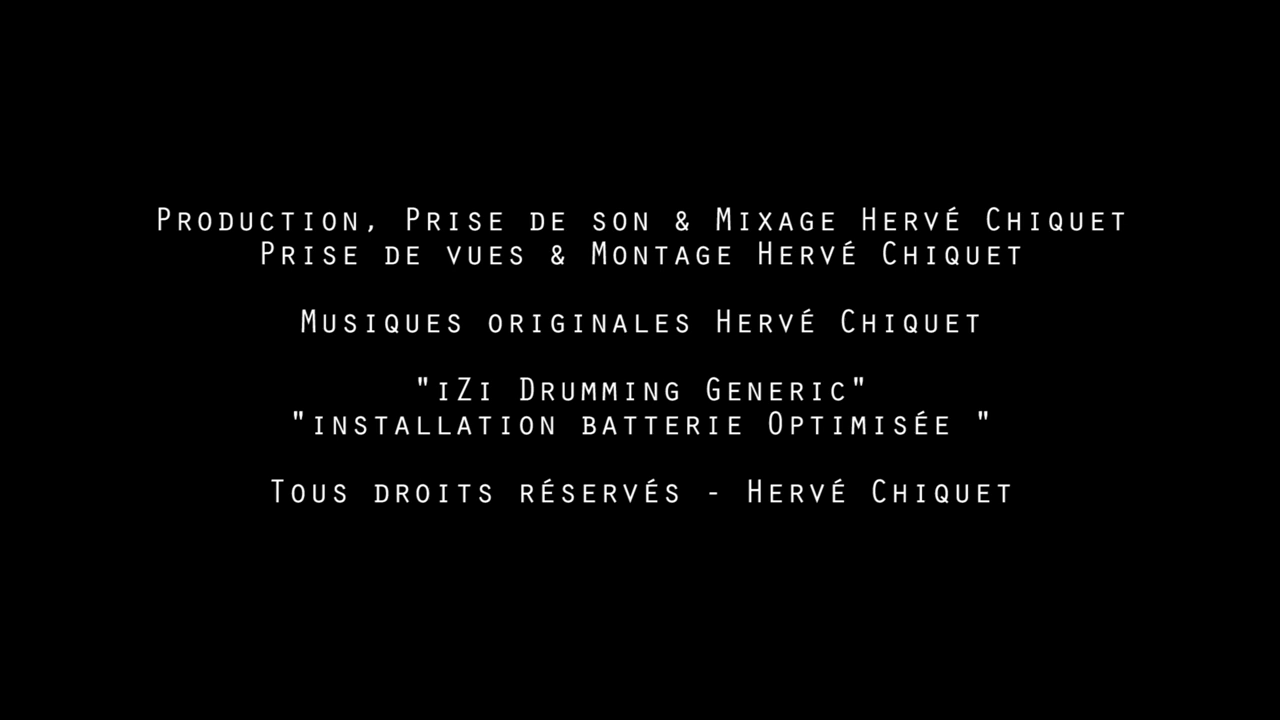 Production, Prise de son & Mixage Hervé Chiquet
Prise de vues & Montage Hervé Chiquet
Musiques originales Hervé Chiquet
"iZi Drumming Generic"
"installation batterie Optimisée "
Tous droits réservés - Hervé Chiquet